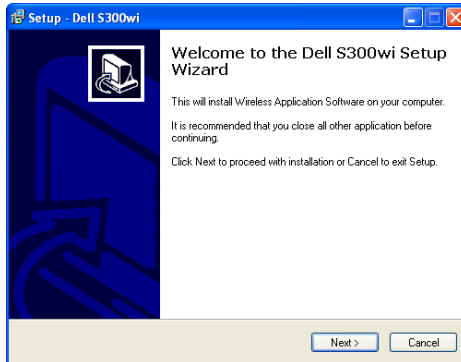 Setup - Dell S300wi
Welcome to the Dell S300wi Setup
Wizard
This will install Wireless Application Software on your computer.
It is recommended that you close all other application before
continuing.
Click Next to proceed with installation or Cancel to exit Setup.
Next >
Cancel